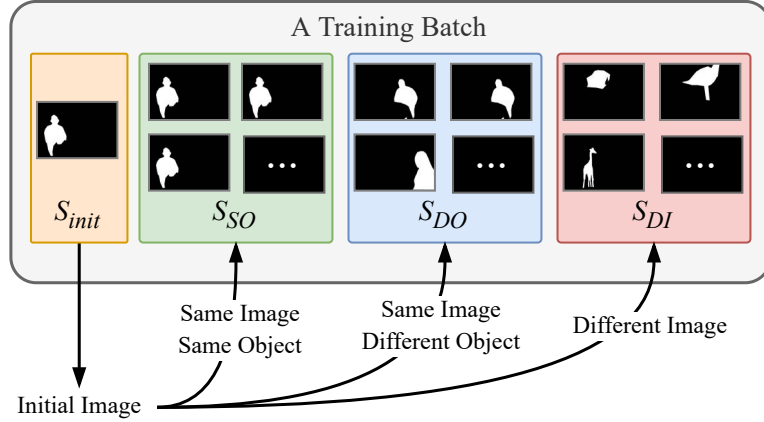 A Training Batch
S_init
S_SO
S_DO
S_DI
Same Image
Same Object
Same Image
Different Object
Different Image
Initial Image